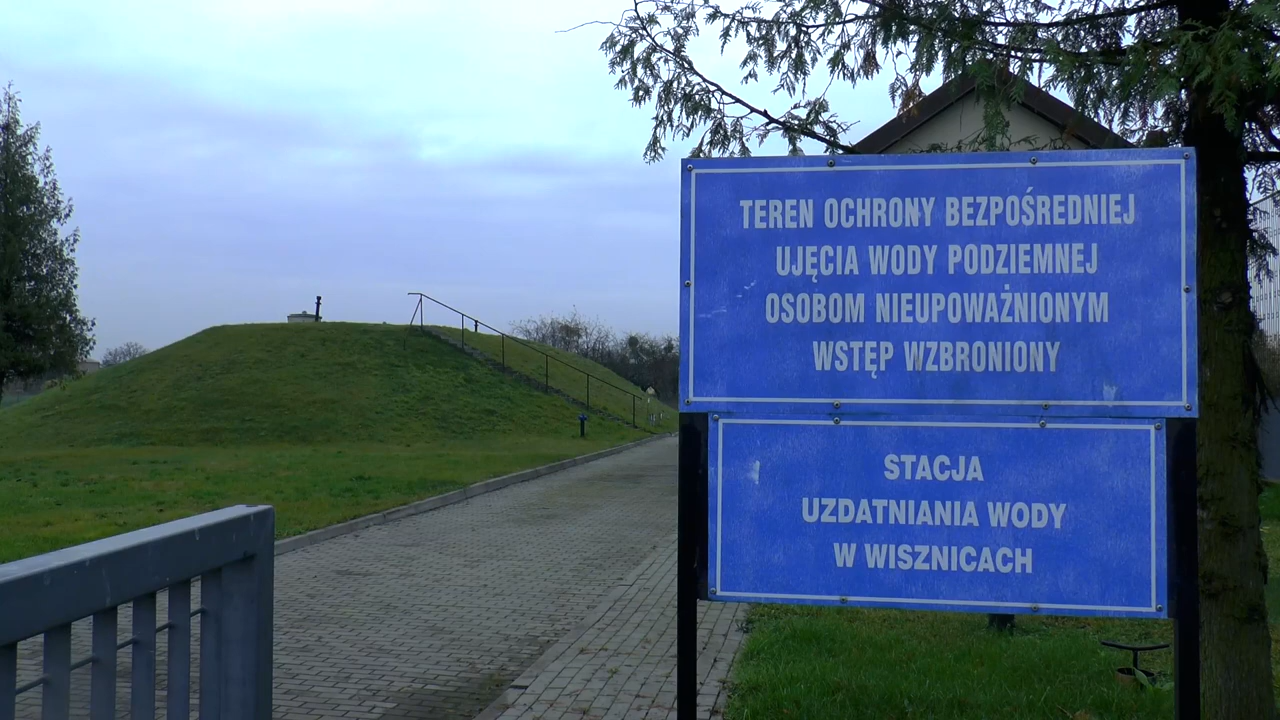 TEREN OCHRONY BEZPOŚREDNIEJ
UJĘCIA WODY PODZIEMNEJ
OSOBOM NIEUPOWAŻNIONYM
WSTĘP WZBRONIONY
STACJA
UZDATNIANIA WODY
W WISZNICACH